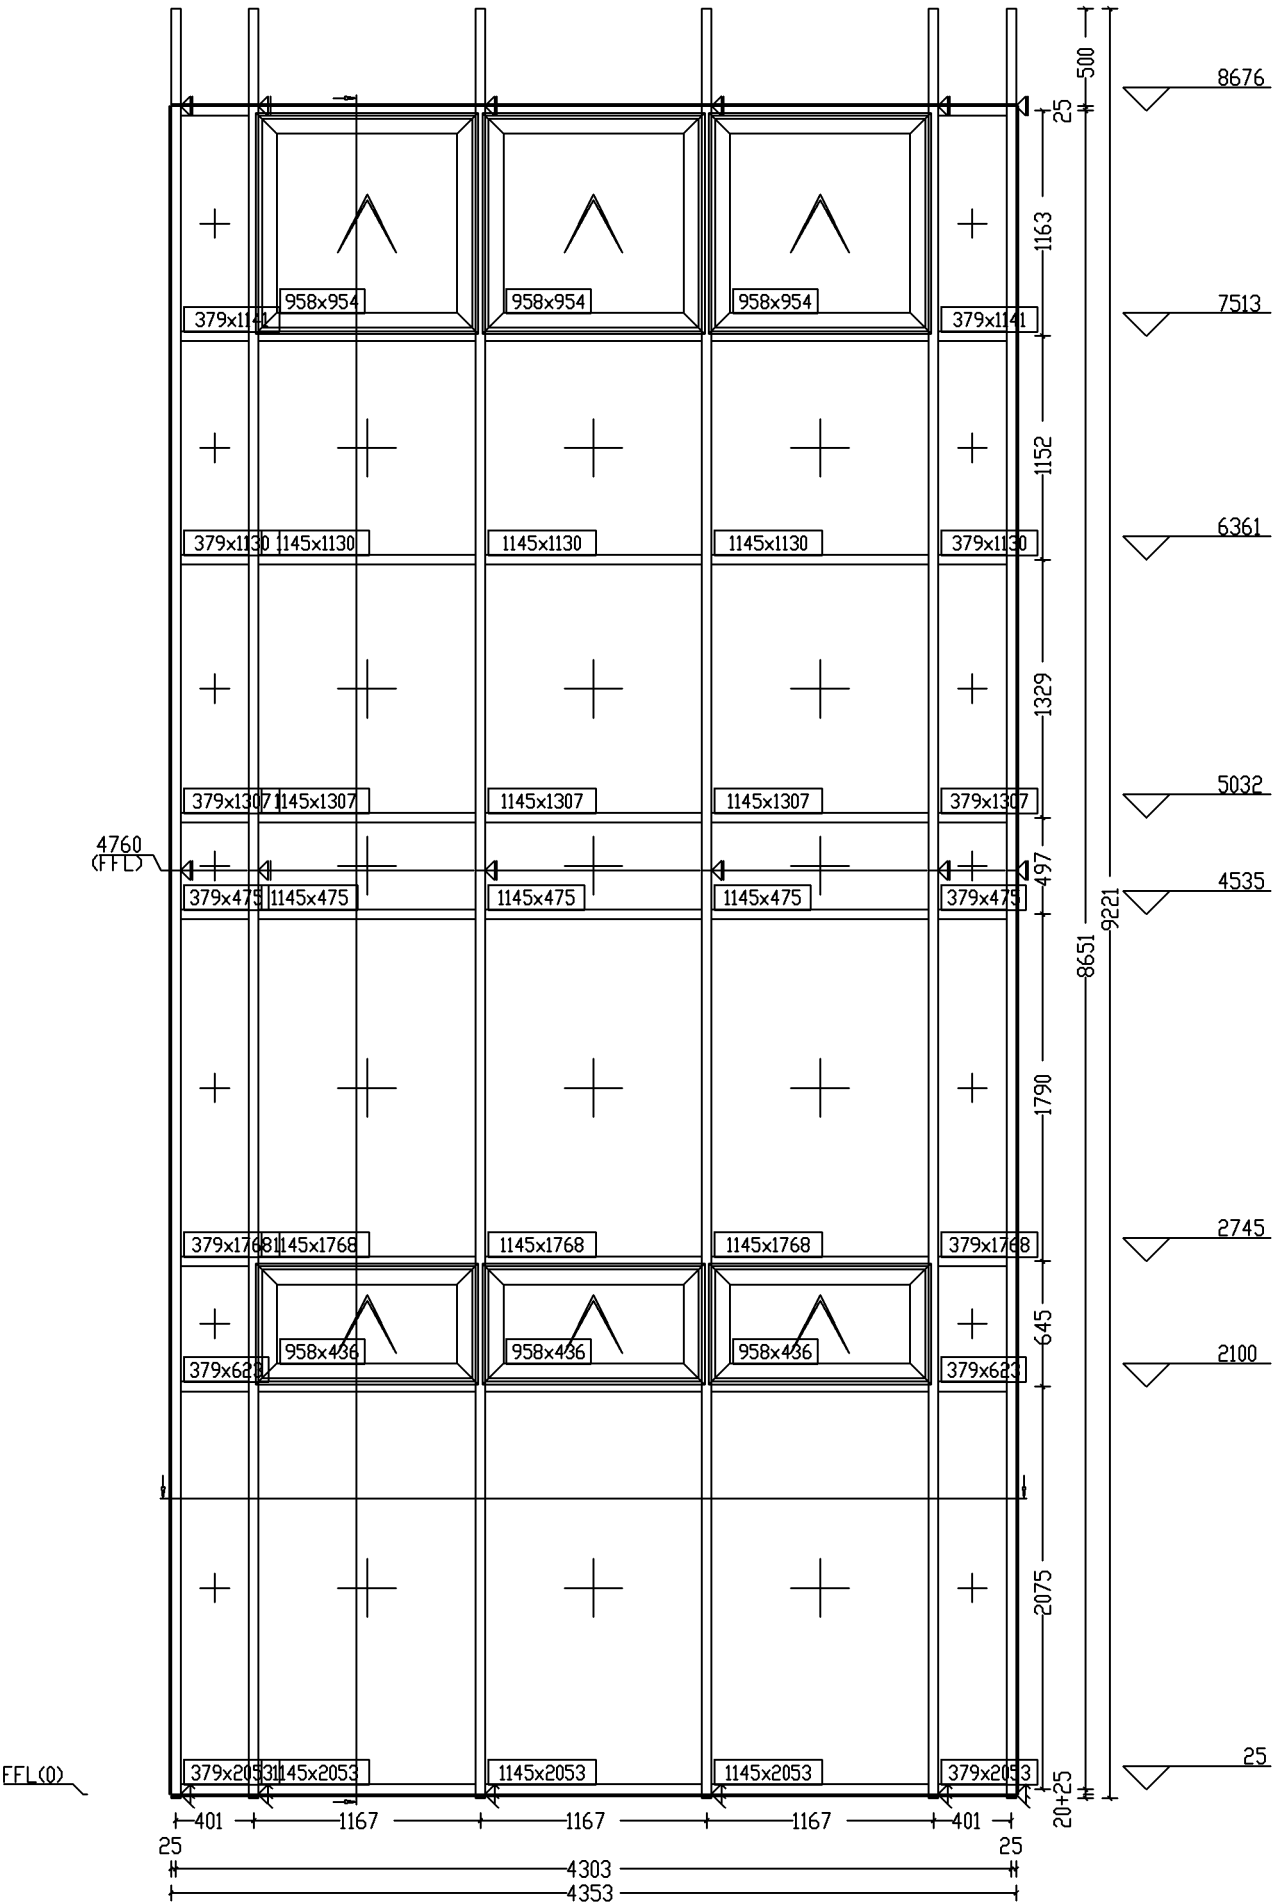 500
8676
25
1163
958x954
958x954
958x954
379x1141
379x1141
7513
1152
379x1130
1145x1130
1145x1130
1145x1130
379x1130
6361
1329
379x1307
1145x1307
1145x1307
1145x1307
379x1307
5032
4760
(FFL)
497
379x475
1145x475
1145x475
1145x475
379x475
4535
9221
8651
1790
379x1768
1145x1768
1145x1768
1145x1768
379x1768
2745
645
958x436
958x436
958x436
379x623
379x623
2100
2075
FFL(0)
379x2053
1145x2053
1145x2053
1145x2053
379x2053
25
20+25
401
1167
1167
1167
401
25
25
4303
4353